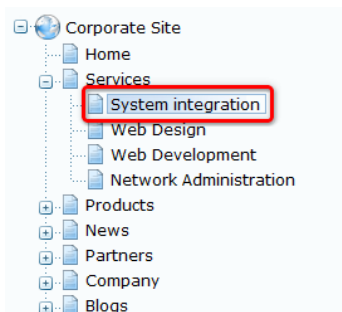 Corporate Site
Home
Services
System integration
Web Design
Web Development
Network Administration
Products
News
Partners
Company
Blogs